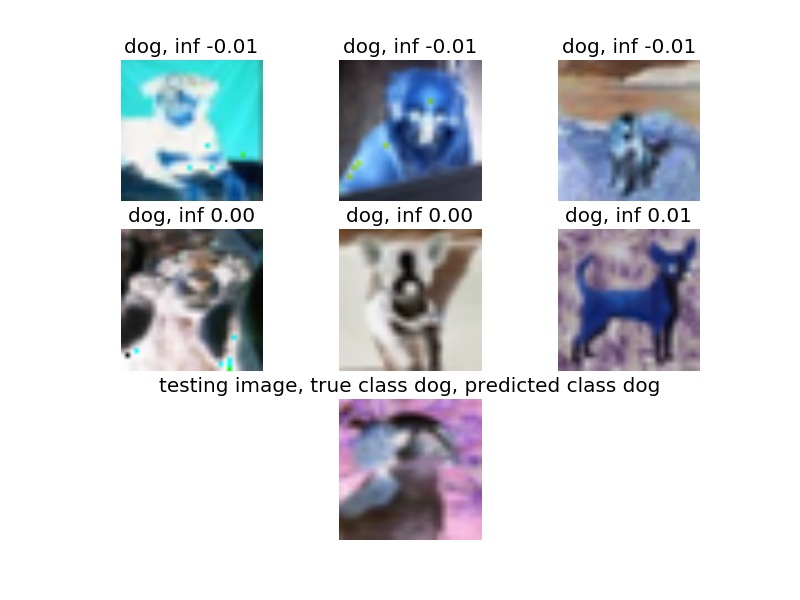 dog, inf -0.01
dog, inf -0.01
dog, inf -0.01
dog, inf 0.00
dog, inf 0.00
dog, inf 0.01
testing image, true class dog, predicted class dog